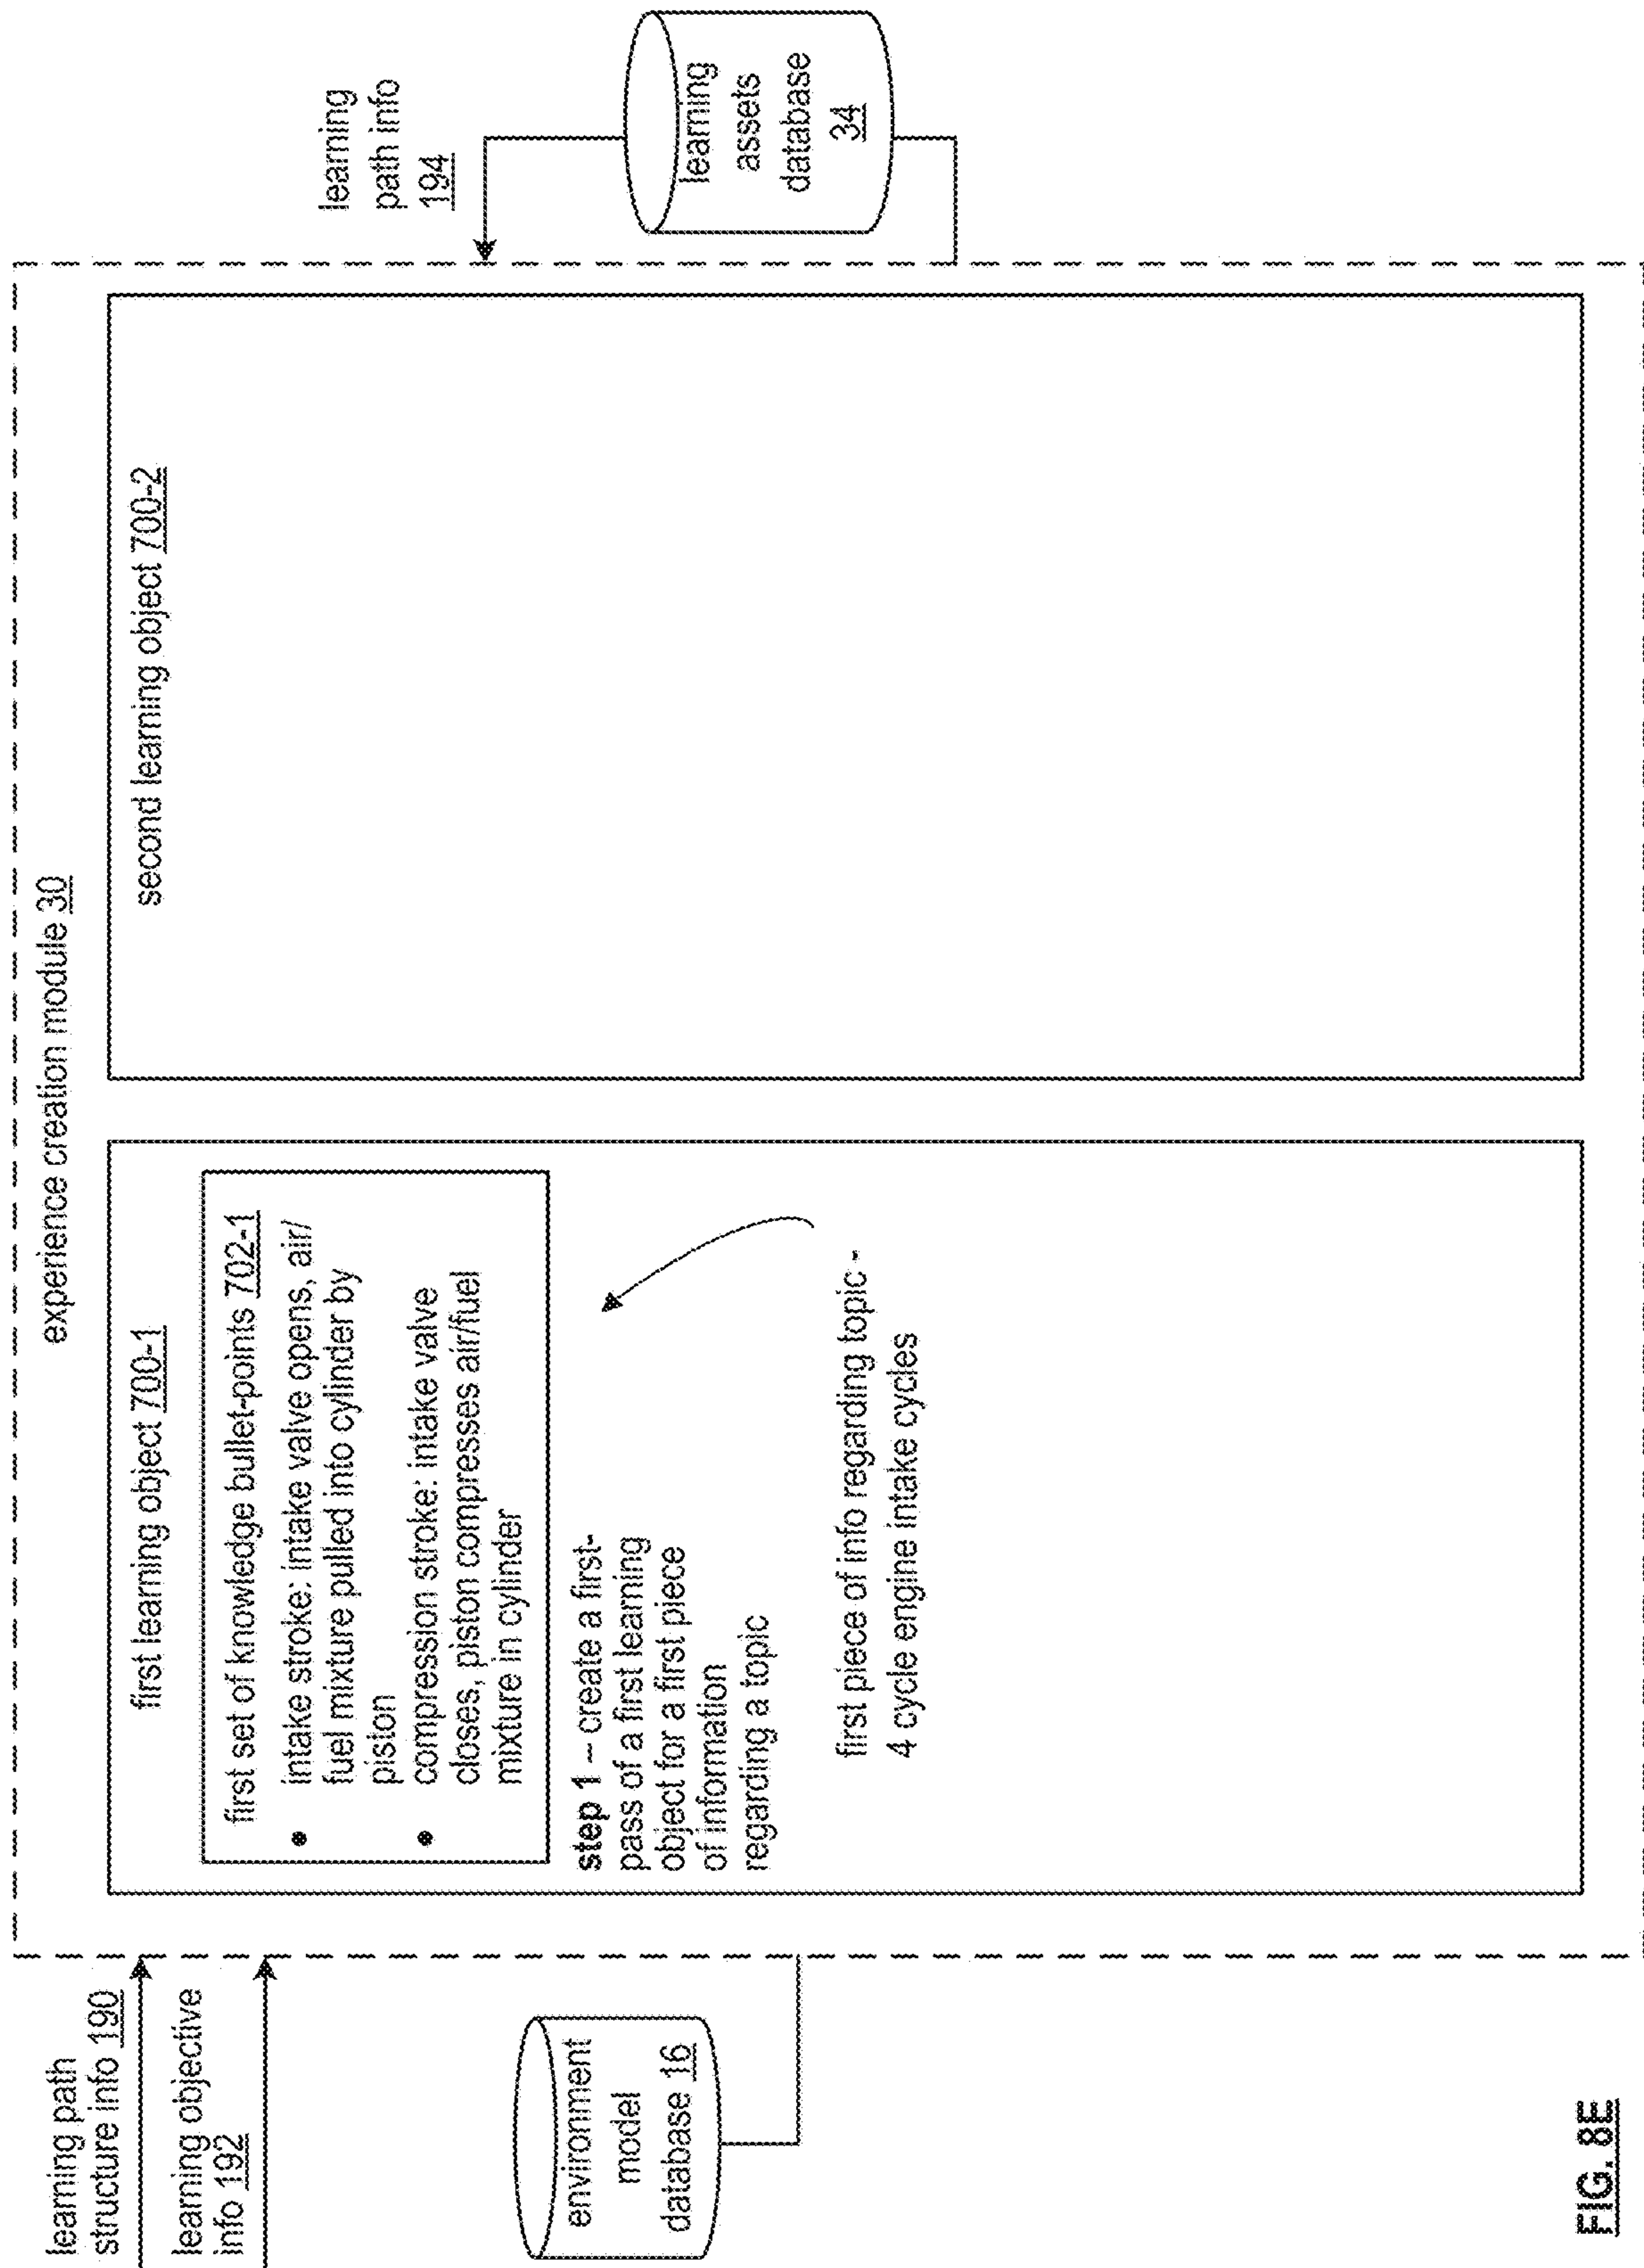 learning path
structure info 190
learning objective
info 192
environment
model
database 16
experience creation module 30
first learning object 700-1
first set of knowledge bullet-points 702-1
• intake stroke: intake valve opens, air/
fuel mixture pulled into cylinder by
piston
• compression stroke: intake valve
closes, piston compresses air/fuel
mixture in cylinder
step 1 – create a first-
pass of a first learning
object for a first piece
of information
regarding a topic
first piece of info regarding topic -
4 cycle engine intake cycles
second learning object 700-2
learning
path info
194
learning
assets
database
34
FIG. 8E